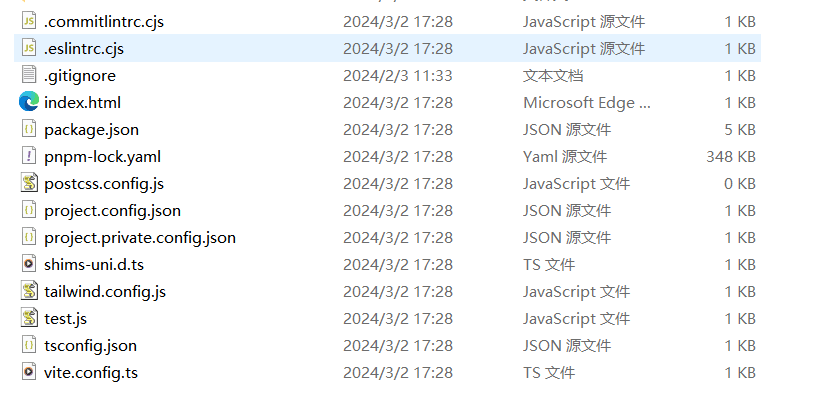 .commitlintrc.cjs 2024/3/2 17:28 JavaScript 源文件 1 KB
.eslintrc.cjs 2024/3/2 17:28 JavaScript 源文件 1 KB
.gitignore 2024/2/3 11:33 文本文档 1 KB
index.html 2024/3/2 17:28 Microsoft Edge ... 1 KB
package.json 2024/3/2 17:28 JSON 源文件 5 KB
pnpm-lock.yaml 2024/3/2 17:28 Yaml 源文件 348 KB
postcss.config.js 2024/3/2 17:28 JavaScript 文件 0 KB
project.config.json 2024/3/2 17:28 JSON 源文件 1 KB
project.private.config.json 2024/3/2 17:28 JSON 源文件 1 KB
shims-uni.d.ts 2024/3/2 17:28 TS 文件 1 KB
tailwind.config.js 2024/3/2 17:28 JavaScript 文件 1 KB
test.js 2024/3/2 17:28 JavaScript 文件 1 KB
tsconfig.json 2024/3/2 17:28 JSON 源文件 1 KB
vite.config.ts 2024/3/2 17:28 TS 文件 1 KB